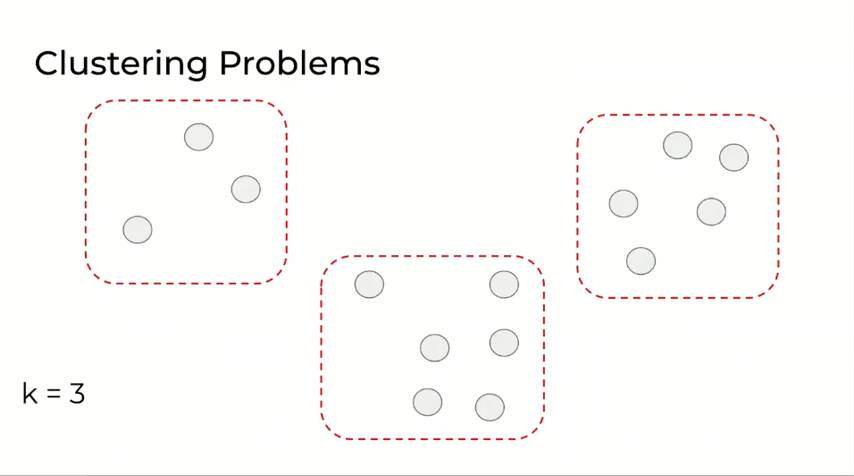 Clustering Problems
k = 3